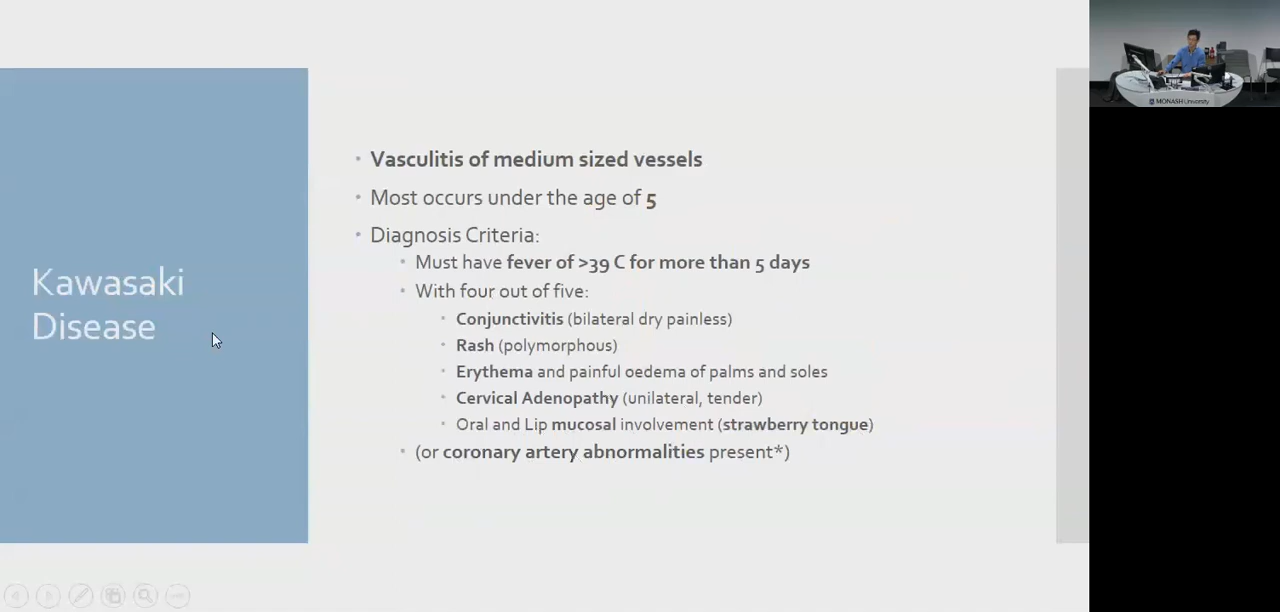 Kawasaki
Disease
Vasculitis of medium sized vessels
Most occurs under the age of 5
Diagnosis Criteria:
Must have fever of >39 C for more than 5 days
With four out of five:
Conjunctivitis (bilateral dry painless)
Rash (polymorphous)
Erythema and painful oedema of palms and soles
Cervical Adenopathy (unilateral, tender)
Oral and Lip mucosal involvement (strawberry tongue)
(or coronary artery abnormalities present*)
MONASH University